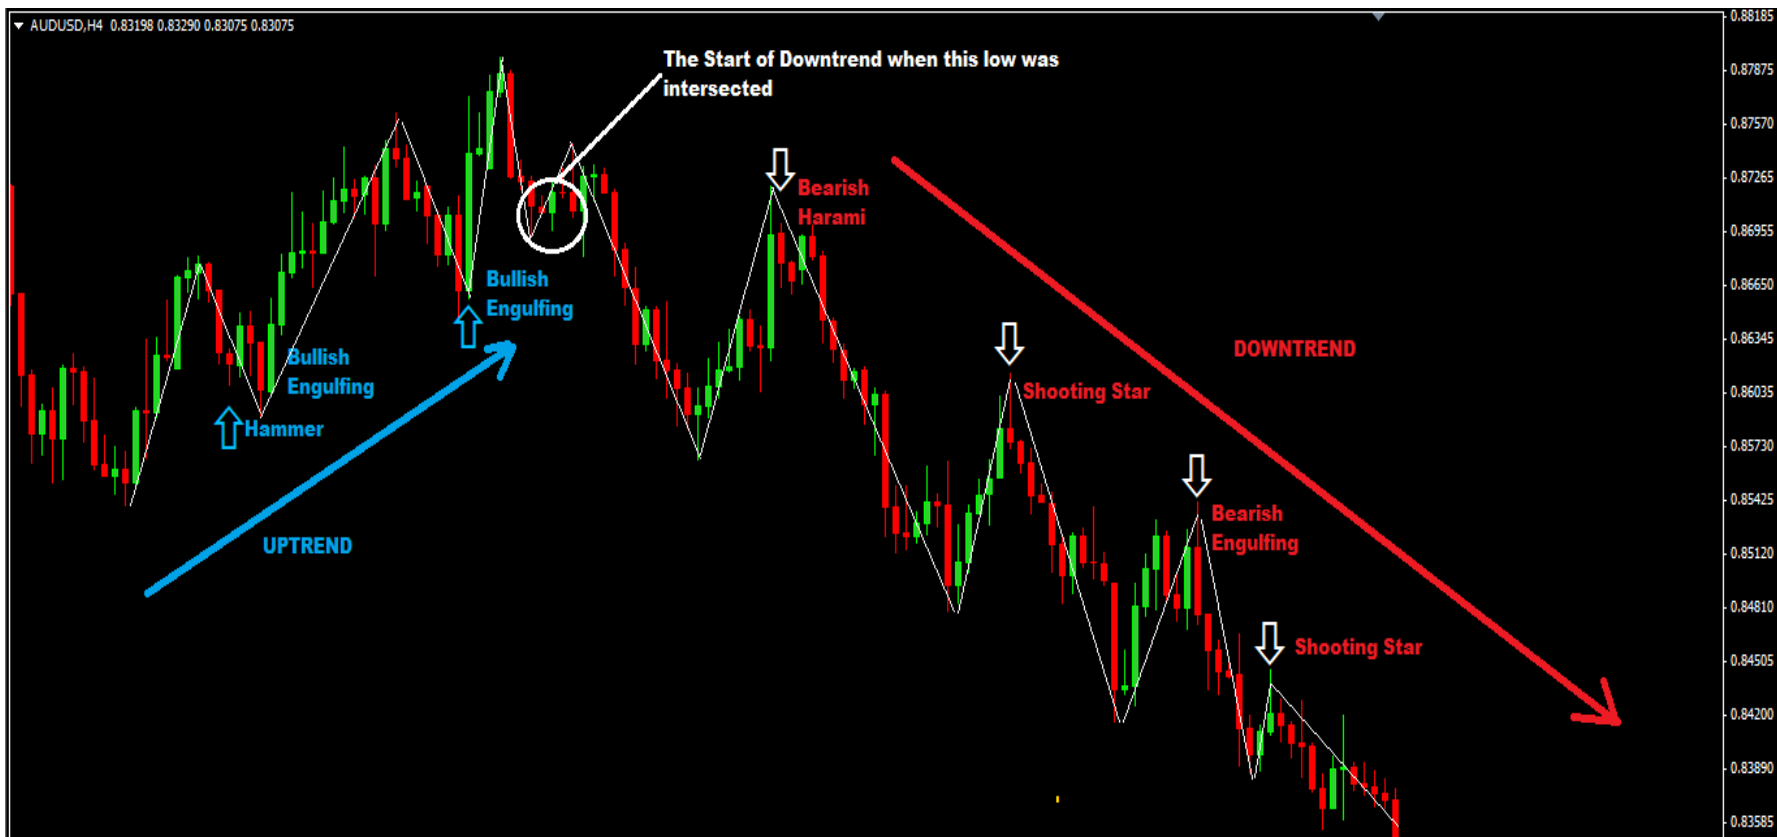 AUDUSD,H4 0.83198 0.83290 0.83075 0.83075
The Start of Downtrend when this low was
intersected
Bearish
Harami
Bullish
Engulfing
Bullish
Engulfing
Hammer
UPTREND
DOWNTREND
Shooting Star
Bearish
Engulfing
Shooting Star
0.88185
0.87875
0.87570
0.87265
0.86955
0.86650
0.86345
0.86035
0.85730
0.85425
0.85120
0.84810
0.84505
0.84200
0.83890
0.83585